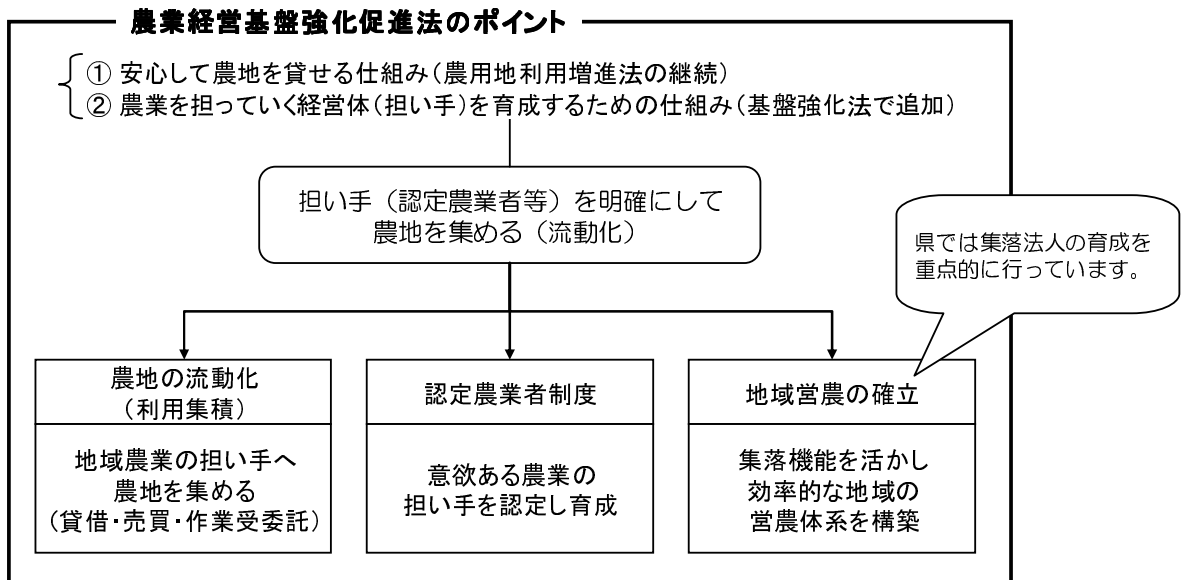 農業経営基盤強化促進法のポイント
① 安心して農地を貸せる仕組み(農用地利用増進法の継続)
② 農業を担っていく経営体(担い手)を育成するための仕組み(基盤強化法で追加)
担い手（認定農業者等）を明確にして
農地を集める（流動化）
県では集落法人の育成を
重点的に行っています。
農地の流動化
(利用集積)
地域農業の担い手へ
農地を集める
(貸借・売買・作業受委託)
認定農業者制度
意欲ある農業の
担い手を認定し育成
地域営農の確立
集落機能を活かし
効率的な地域の
営農体系を構築